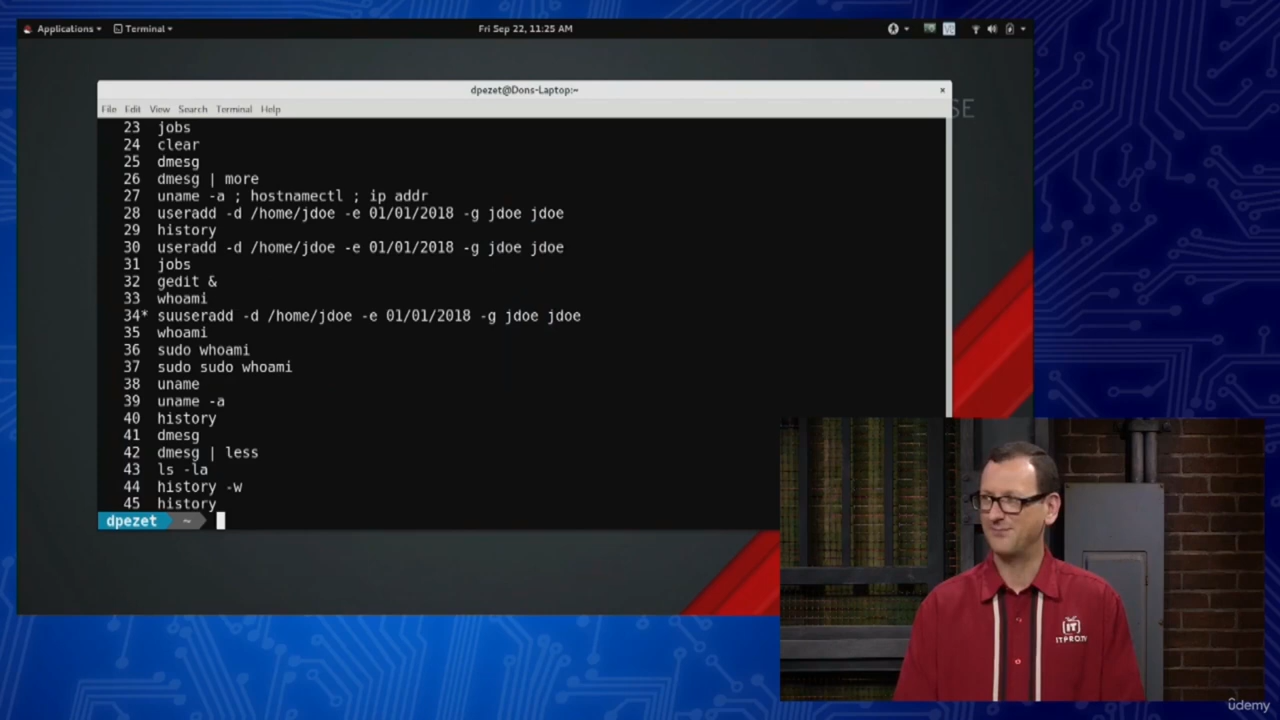 Applications Terminal Fri Sep 22, 11:25 AM
dpezet@Dons-Laptop:~ ×
File Edit View Search Terminal Help
SE
23 jobs
24 clear
25 dmesg
26 dmesg | more
27 uname -a ; hostnamectl ; ip addr
28 useradd -d /home/jdoe -e 01/01/2018 -g jdoe jdoe
29 history
30 useradd -d /home/jdoe -e 01/01/2018 -g jdoe jdoe
31 jobs
32 gedit &
33 whoami
34* suuseradd -d /home/jdoe -e 01/01/2018 -g jdoe jdoe
35 whoami
36 sudo whoami
37 sudo sudo whoami
38 uname
39 uname -a
40 history
41 dmesg
42 dmesg | less
43 ls -la
44 history -w
45 history
dpezet ~
IT
ITPRO.TV
udemy